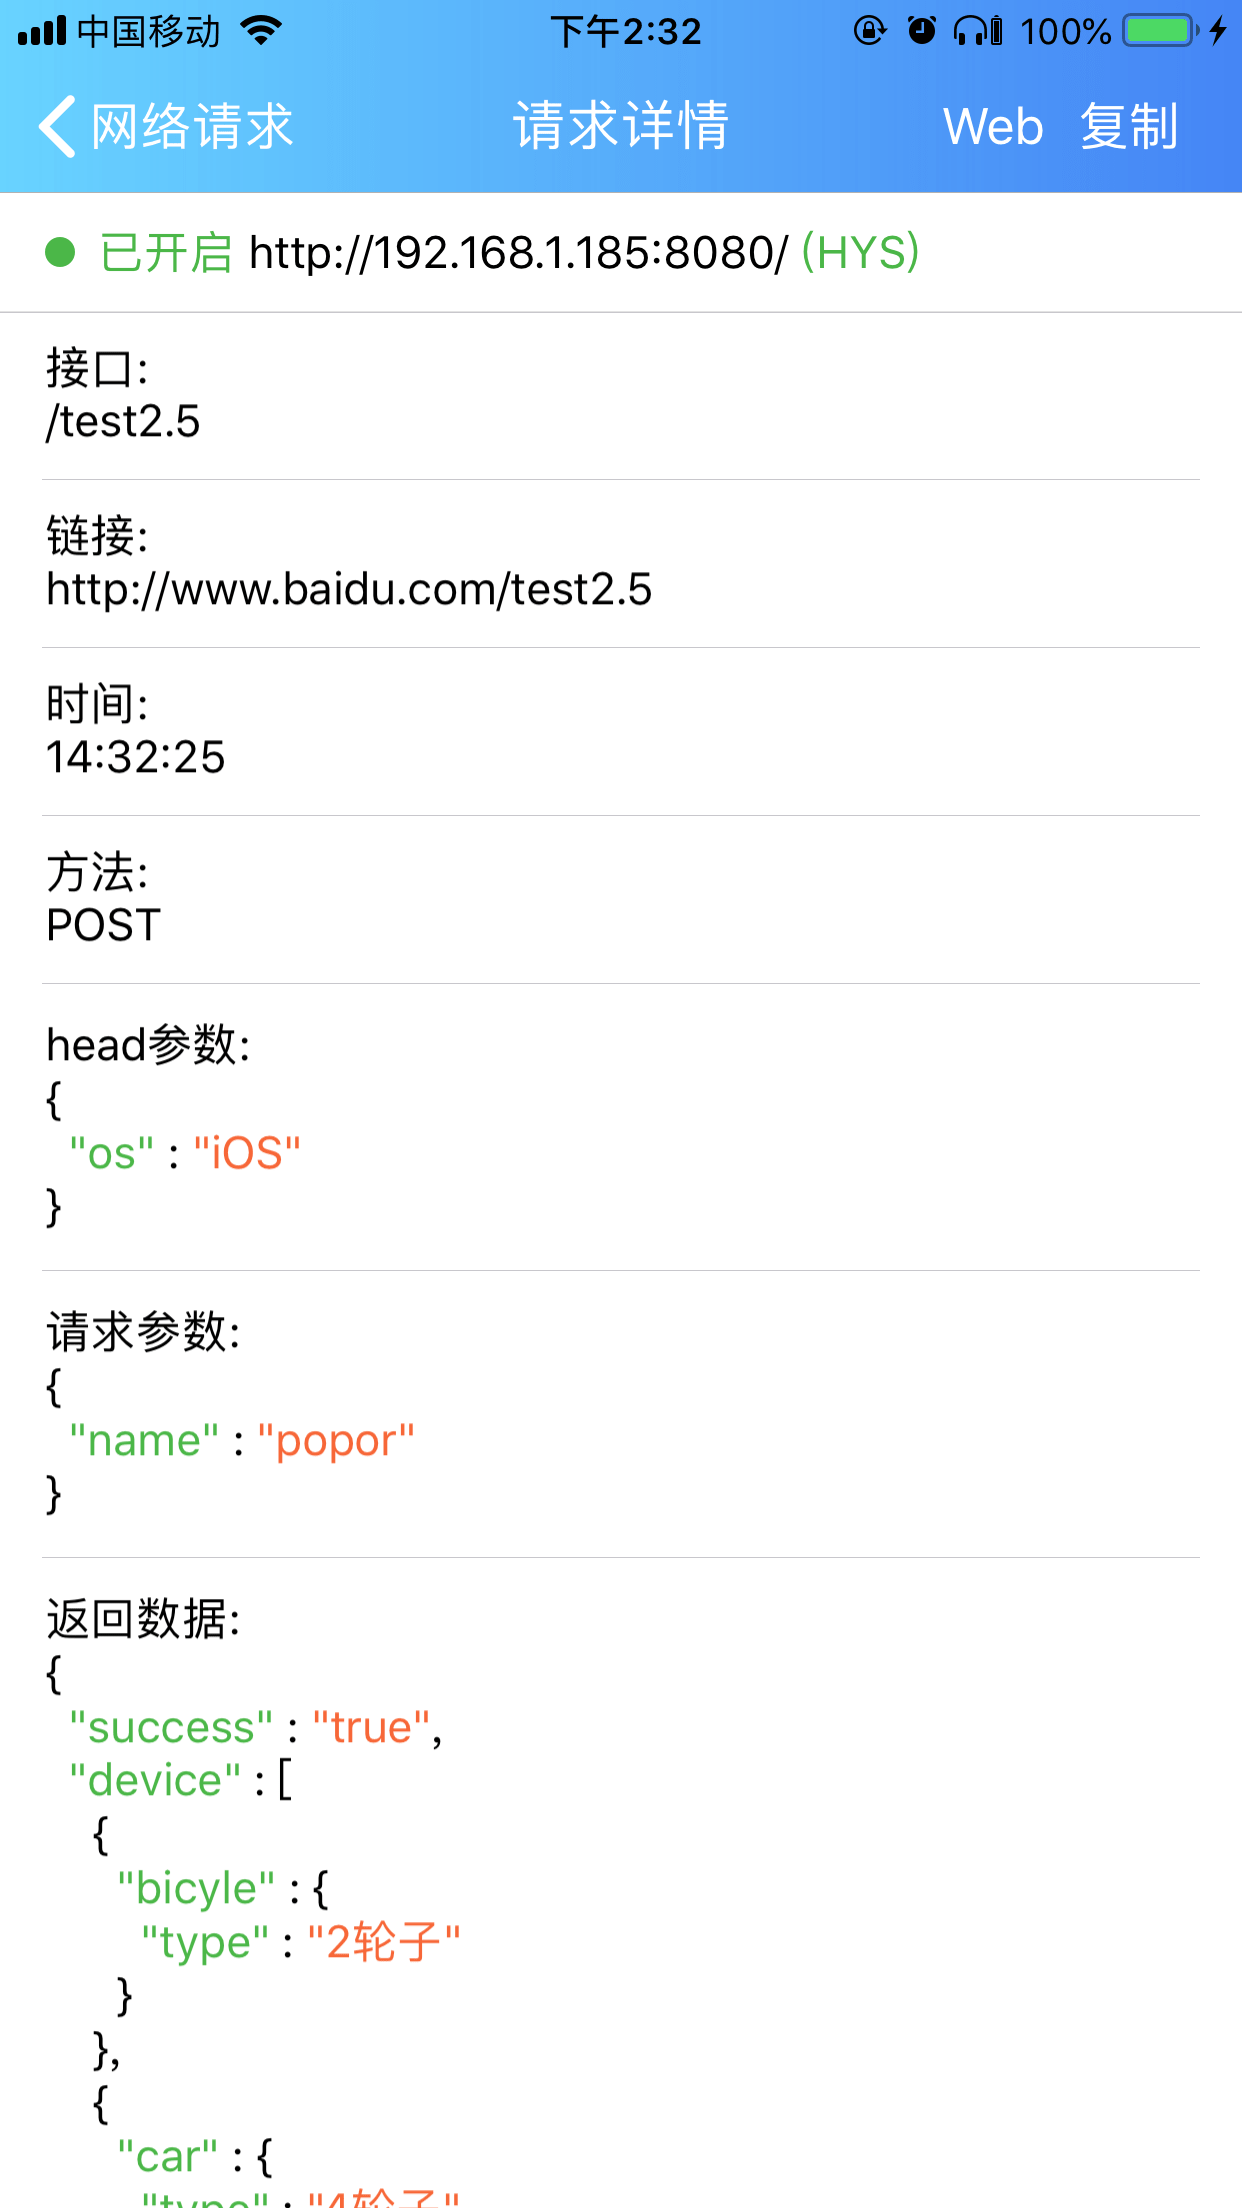 中国移动 下午2:32 100%
网络请求 请求详情 Web 复制
已开启 http://192.168.1.185:8080/ (HYS)
接口:
/test2.5
链接:
http://www.baidu.com/test2.5
时间:
14:32:25
方法:
POST
head参数:
{
"os" : "iOS"
}
请求参数:
{
"name" : "popor"
}
返回数据:
{
"success" : "true",
"device" : [
{
"bicyle" : {
"type" : "2轮子"
}
},
{
"car" : {
"type" : "4轮子"